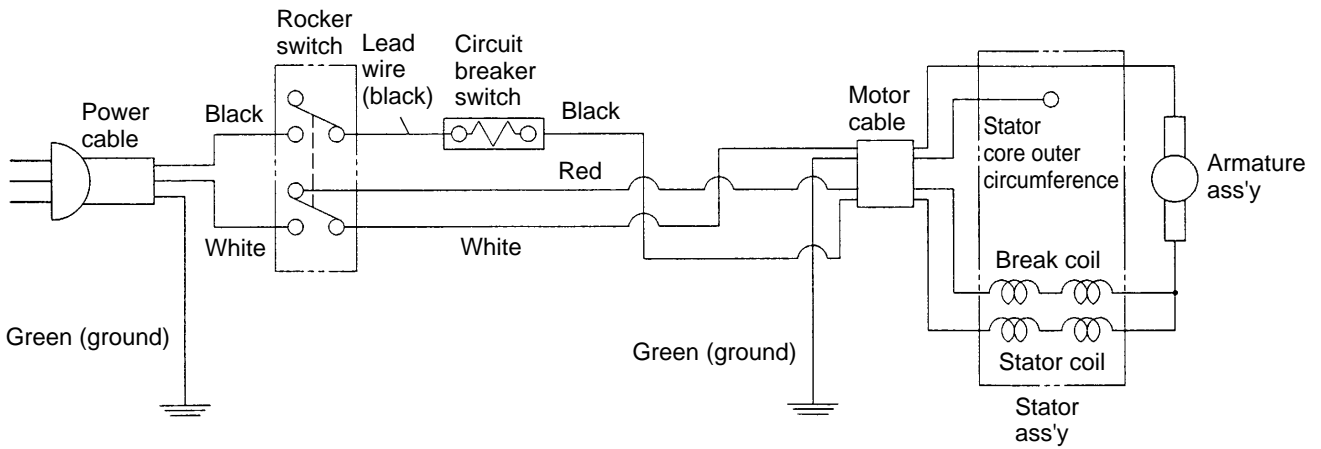 Rocker
switch
Lead
wire
(black)
Circuit
breaker
switch
Power
cable
Black
Black
Motor
cable
Stator
core outer
circumference
Armature
ass'y
Red
White
White
Break coil
Green (ground)
Green (ground)
Stator coil
Stator
ass'y